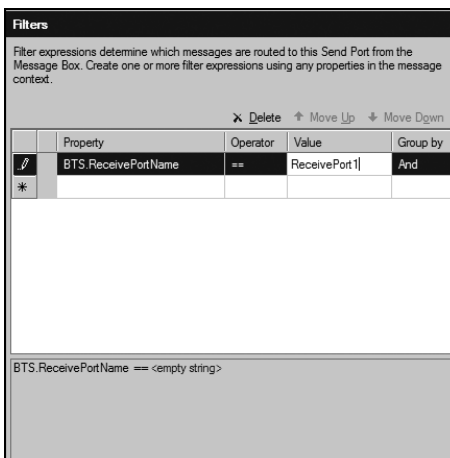 Filters
Filter expressions determine which messages are routed to this Send Port from the
Message Box. Create one or more filter expressions using any properties in the message
context.
Delete Move Up Move Down
Property Operator Value Group by
BTS.ReceivePortName == ReceivePort1 And
BTS.ReceivePortName == <empty string>